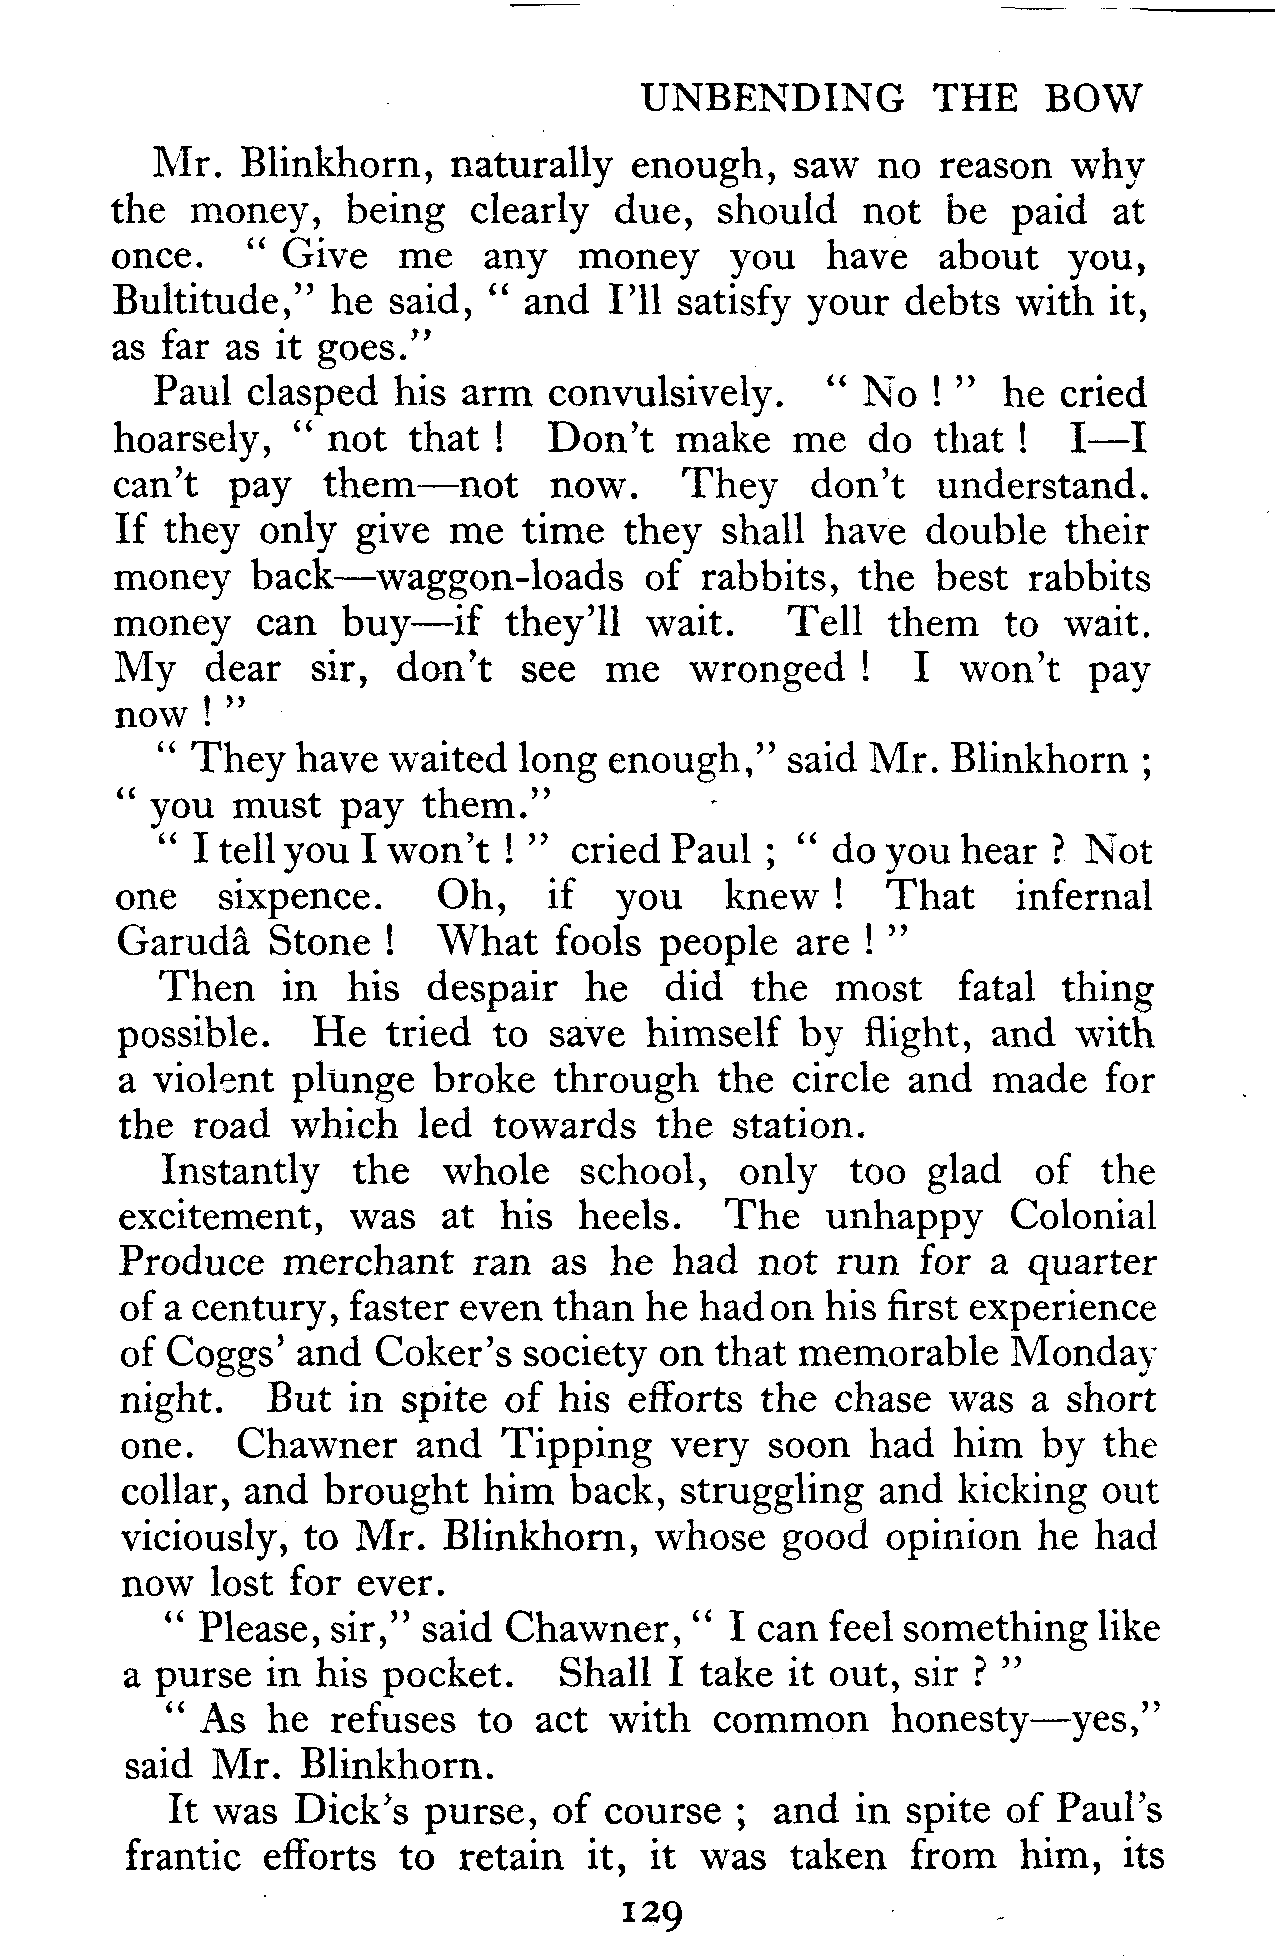 UNBENDING THE BOW
Mr. Blinkhorn, naturally enough, saw no reason why
the money, being clearly due, should not be paid at
once. “ Give me any money you have about you,
Bultitude,” he said, “ and I’ll satisfy your debts with it,
as far as it goes.”
Paul clasped his arm convulsively. “ No ! ” he cried
hoarsely, “ not that ! Don’t make me do that ! I—I
can’t pay them—not now. They don’t understand.
If they only give me time they shall have double their
money back—waggon-loads of rabbits, the best rabbits
money can buy—if they’ll wait. Tell them to wait.
My dear sir, don’t see me wronged ! I won’t pay
now ! ”
“ They have waited long enough,” said Mr. Blinkhorn ;
“ you must pay them.”
“ I tell you I won’t ! ” cried Paul ; “ do you hear ? Not
one sixpence. Oh, if you knew ! That infernal
Garudâ Stone ! What fools people are ! ”
Then in his despair he did the most fatal thing
possible. He tried to save himself by flight, and with
a violent plunge broke through the circle and made for
the road which led towards the station.
Instantly the whole school, only too glad of the
excitement, was at his heels. The unhappy Colonial
Produce merchant ran as he had not run for a quarter
of a century, faster even than he had on his first experience
of Coggs’ and Coker’s society on that memorable Monday
night. But in spite of his efforts the chase was a short
one. Chawner and Tipping very soon had him by the
collar, and brought him back, struggling and kicking out
viciously, to Mr. Blinkhorn, whose good opinion he had
now lost for ever.
“ Please, sir,” said Chawner, “ I can feel something like
a purse in his pocket. Shall I take it out, sir ? ”
“ As he refuses to act with common honesty—yes,”
said Mr. Blinkhorn.
It was Dick’s purse, of course ; and in spite of Paul’s
frantic efforts to retain it, it was taken from him, its
129